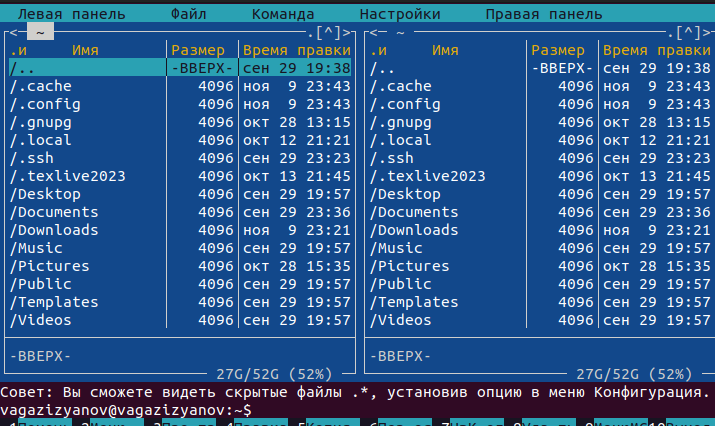 Левая панель Файл Команда Настройки Правая панель
< ~ .[^]> < ~ .[^]>
.и Имя Размер Время правки .и Имя Размер Время правки
/.. -ВВЕРХ- сен 29 19:38 /.. -ВВЕРХ- сен 29 19:38
/.cache 4096 ноя 9 23:43 /.cache 4096 ноя 9 23:43
/.config 4096 ноя 9 23:43 /.config 4096 ноя 9 23:43
/.gnupg 4096 окт 28 13:15 /.gnupg 4096 окт 28 13:15
/.local 4096 окт 12 21:21 /.local 4096 окт 12 21:21
/.ssh 4096 сен 29 23:23 /.ssh 4096 сен 29 23:23
/.texlive2023 4096 окт 13 21:45 /.texlive2023 4096 окт 13 21:45
/Desktop 4096 сен 29 19:57 /Desktop 4096 сен 29 19:57
/Documents 4096 сен 29 23:36 /Documents 4096 сен 29 23:36
/Downloads 4096 ноя 9 23:21 /Downloads 4096 ноя 9 23:21
/Music 4096 сен 29 19:57 /Music 4096 сен 29 19:57
/Pictures 4096 окт 28 15:35 /Pictures 4096 окт 28 15:35
/Public 4096 сен 29 19:57 /Public 4096 сен 29 19:57
/Templates 4096 сен 29 19:57 /Templates 4096 сен 29 19:57
/Videos 4096 сен 29 19:57 /Videos 4096 сен 29 19:57
-ВВЕРХ- -ВВЕРХ-
27G/52G (52%) 27G/52G (52%)
Совет: Вы сможете видеть скрытые файлы .*, установив опцию в меню Конфигурация.
vagazizyanov@vagazizyanov:~$